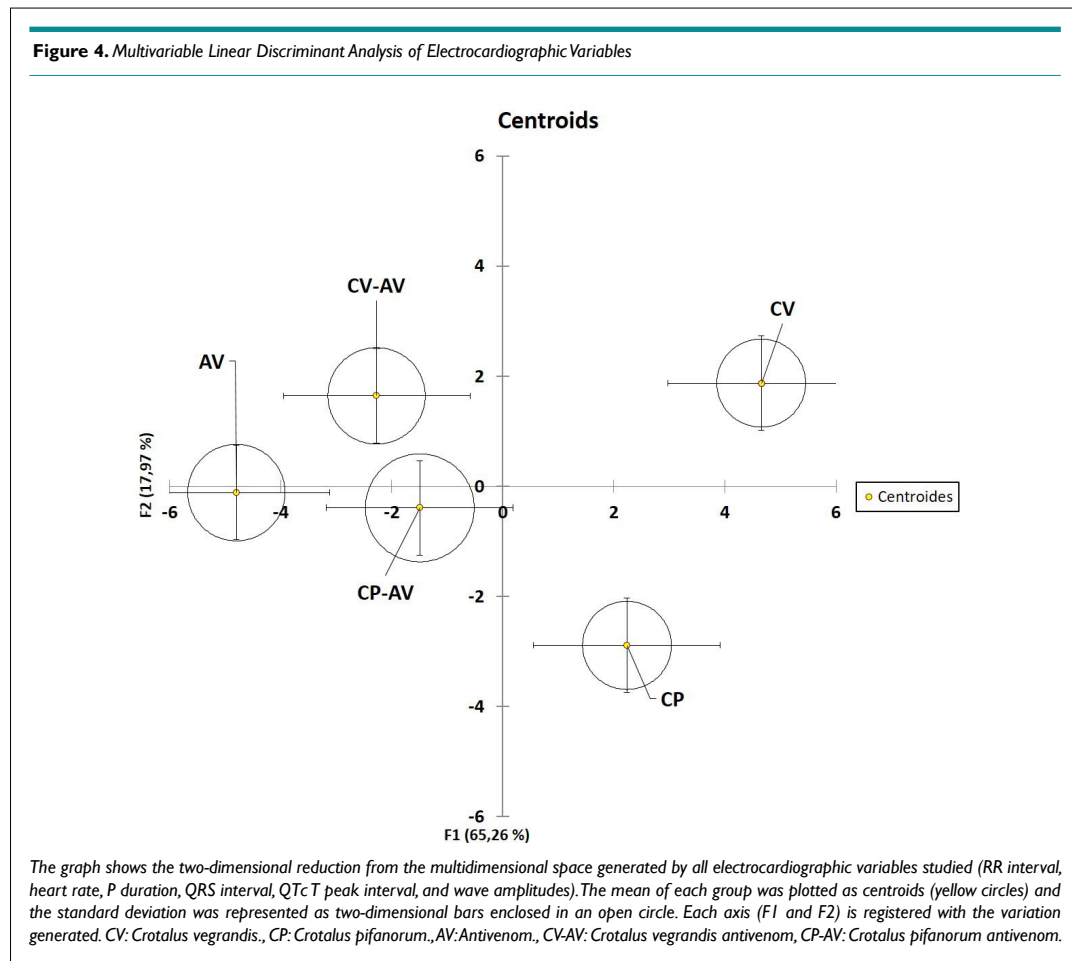 Figure 4. Multivariable Linear Discriminant Analysis of Electrocardiographic Variables
Centroids
6
4
CV-AV
CV
AV
2
F2 (17,97 %)
0
-6
-4
-2
0
2
4
6
Centroides
CP-AV
-2
CP
-4
-6
F1 (65,26 %)
The graph shows the two-dimensional reduction from the multidimensional space generated by all electrocardiographic variables studied (RR interval,
heart rate, P duration, QRS interval, QTc T peak interval, and wave amplitudes). The mean of each group was plotted as centroids (yellow circles) and
the standard deviation was represented as two-dimensional bars enclosed in an open circle. Each axis (F1 and F2) is registered with the variation
generated. CV: Crotalus vegrandis., CP: Crotalus pifanorum., AV: Antivenom., CV-AV: Crotalus vegrandis antivenom, CP-AV: Crotalus pifanorum antivenom.